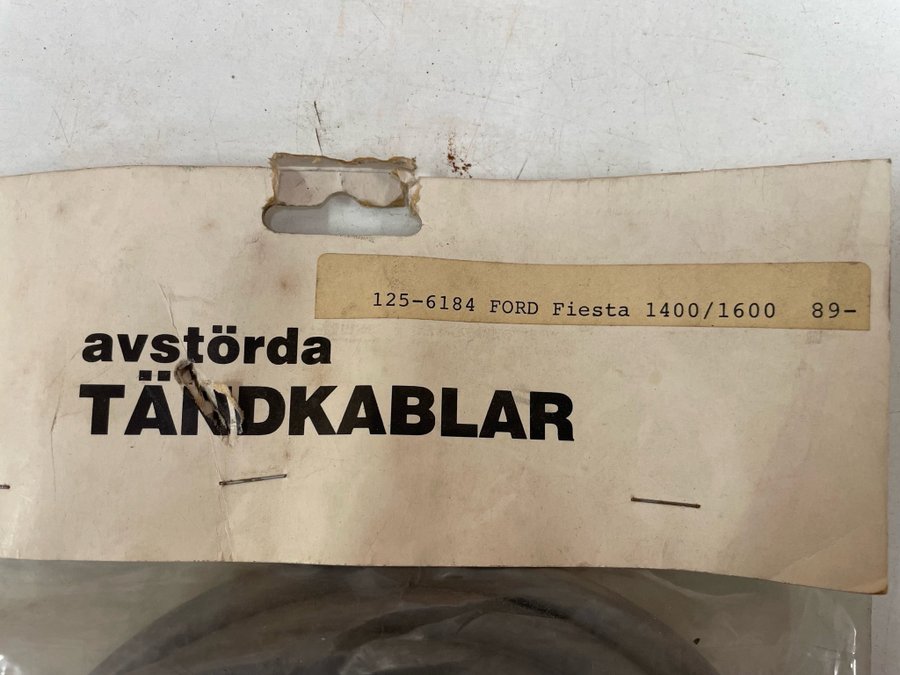 125-6184 FORD Fiesta 1400/1600 89-
avstörda
TÄNDKABLAR